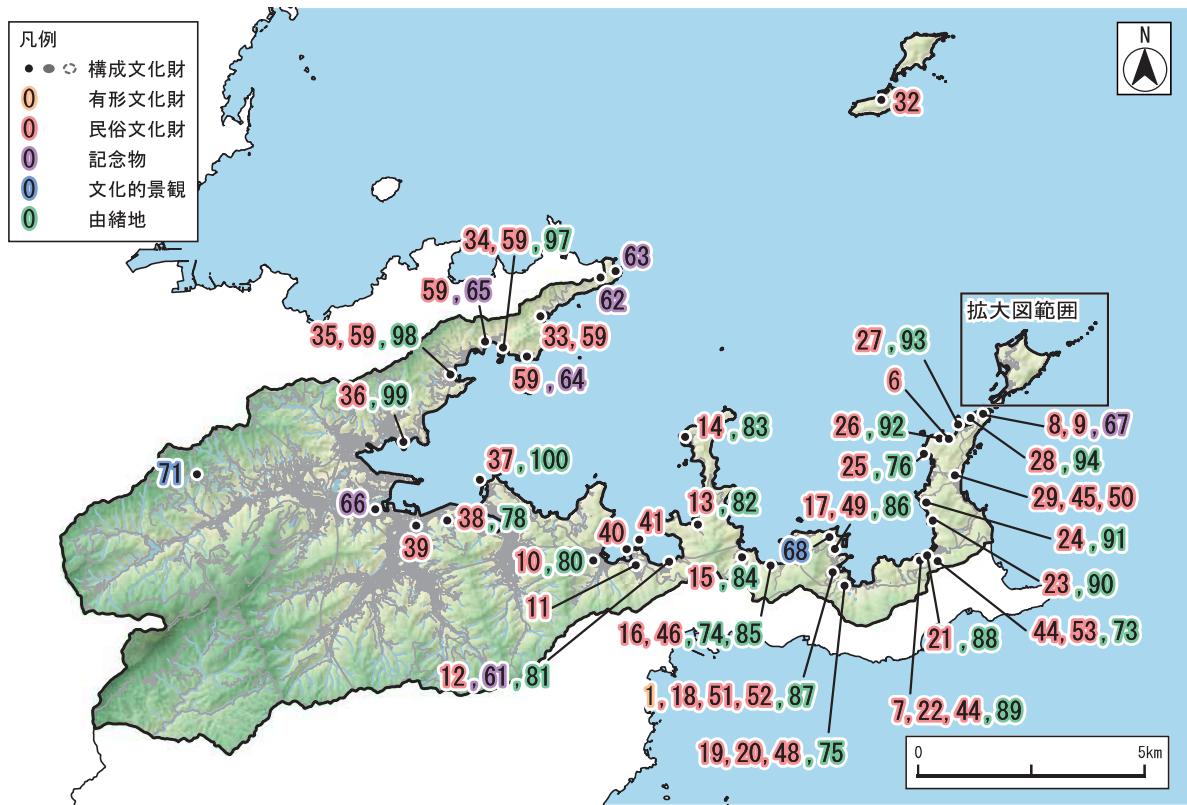 凡例
構成文化財
0 有形文化財
0 民俗文化財
0 記念物
0 文化的景観
0 由緒地
N
32
34, 59, 97
63
62
59, 65
35, 59, 98
33, 59
59, 64
36, 99
拡大図範囲
27, 93
6
26, 92
25, 76
8, 9, 67
28, 94
29, 45, 50
24, 91
23, 90
14, 83
37, 100
71
66
38, 78
39
13, 82
17, 49, 86
40
41
10, 80
68
11
15, 84
16, 46, 74, 85
21, 88
44, 53, 73
12, 61, 81
1, 18, 51, 52, 87
7, 22, 44, 89
19, 20, 48, 75
0 5km